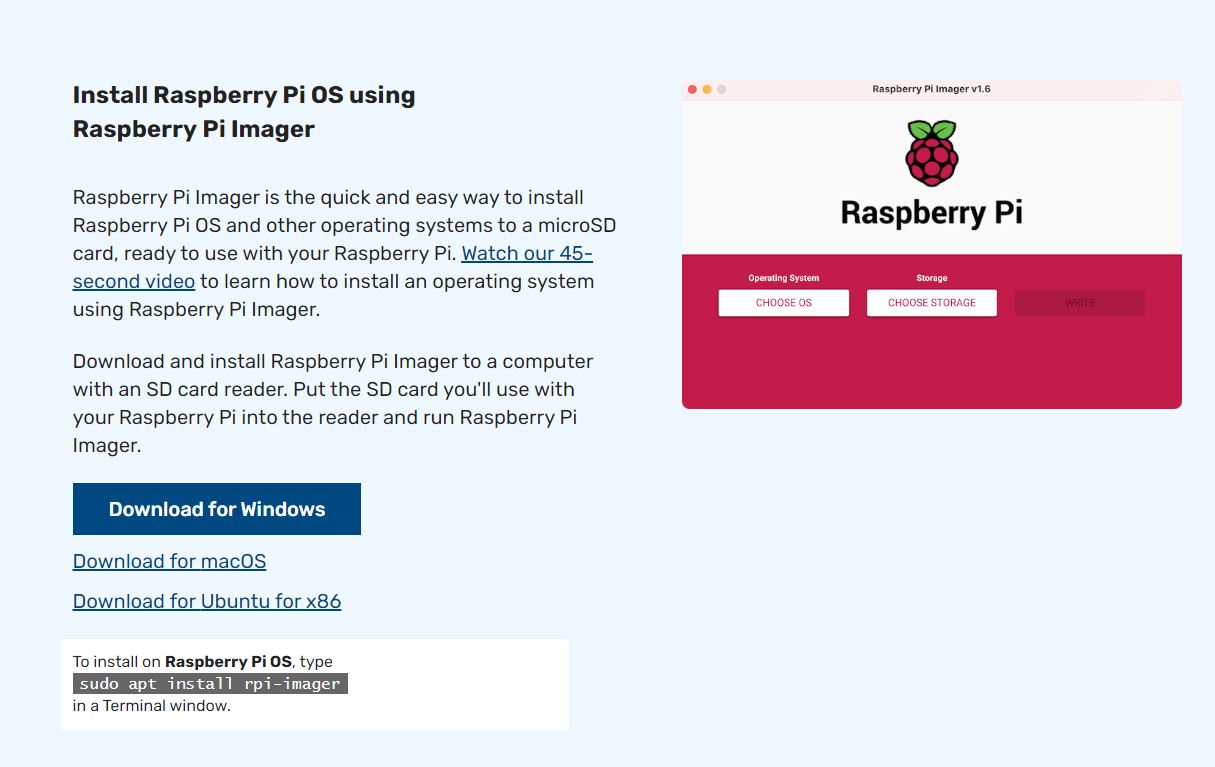 Install Raspberry Pi OS using
Raspberry Pi Imager
Raspberry Pi Imager is the quick and easy way to install
Raspberry Pi OS and other operating systems to a microSD
card, ready to use with your Raspberry Pi. Watch our 45-
second video to learn how to install an operating system
using Raspberry Pi Imager.
Download and install Raspberry Pi Imager to a computer
with an SD card reader. Put the SD card you'll use with
your Raspberry Pi into the reader and run Raspberry Pi
Imager.
Download for Windows
Download for macOS
Download for Ubuntu for x86
To install on Raspberry Pi OS, type
sudo apt install rpi-imager
in a Terminal window.
Raspberry Pi Imager v1.6
Raspberry Pi
Operating System
Storage
CHOOSE OS
CHOOSE STORAGE
WRITE